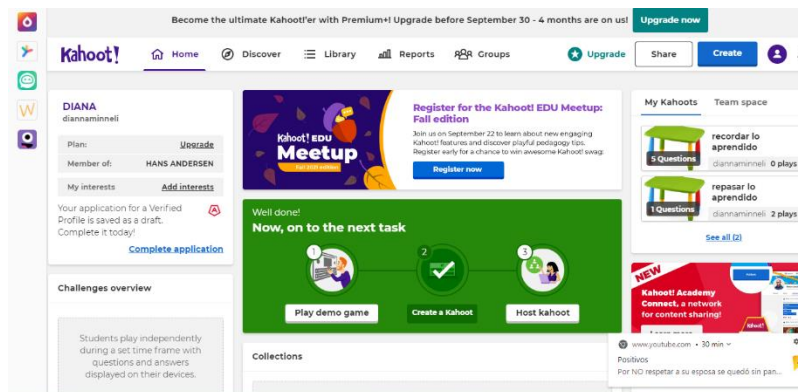 Become the ultimate Kahoot!'er with Premium+! Upgrade before September 30 - 4 months are on us!
Upgrade now
Kahoot!
Home
Discover
Library
Reports
Groups
Upgrade
Share
Create
DIANA
diannaminneli
Plan: Upgrade
Member of: HANS ANDERSEN
My interests Add interests
Your application for a Verified
Profile is saved as a draft.
Complete it today!
Complete application
Challenges overview
Students play independently
during a set time frame with
questions and answers
displayed on their devices.
Kahoot! EDU
Meetup
Register for the Kahoot! EDU Meetup:
Fall edition
Join us on September 22 to learn about new engaging
Kahoot! features and discover playful pedagogy tips.
Register early for a chance to win awesome Kahoot! swag!
Register now
Well done!
Now, on to the next task
1
2
3
Play demo game
Create a Kahoot
Host kahoot
Collections
My Kahoots
Team space
5 Questions
recordar lo
aprendido
diannaminneli 0 plays
1 Questions
repasar lo
aprendido
diannaminneli 2 plays
See all (2)
NEW
Kahoot! Academy
Connect, a network
for content sharing!
Learn more
www.youtube.com • 30 min
Positivos
Por NO respetar a su esposa se quedó sin pan...